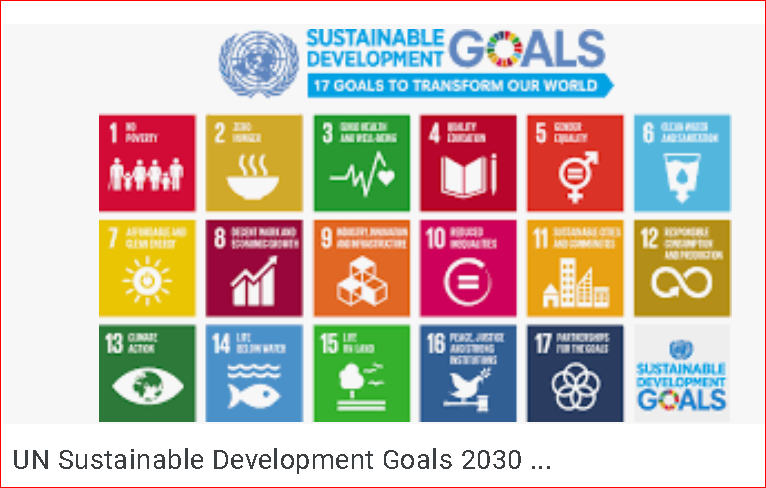 SUSTAINABLE
DEVELOPMENT
GOALS
17 GOALS TO TRANSFORM OUR WORLD
1 NO
POVERTY
2 ZERO
HUNGER
3 GOOD HEALTH
AND WELL-BEING
4 QUALITY
EDUCATION
5 GENDER
EQUALITY
6 CLEAN WATER
AND SANITATION
7 AFFORDABLE AND
CLEAN ENERGY
8 DECENT WORK AND
ECONOMIC GROWTH
9 INDUSTRY, INNOVATION
AND INFRASTRUCTURE
10 REDUCED
INEQUALITIES
11 SUSTAINABLE CITIES
AND COMMUNITIES
12 RESPONSIBLE
CONSUMPTION
AND PRODUCTION
13 CLIMATE
ACTION
14 LIFE
BELOW WATER
15 LIFE
ON LAND
16 PEACE, JUSTICE
AND STRONG
INSTITUTIONS
17 PARTNERSHIPS
FOR THE GOALS
SUSTAINABLE
DEVELOPMENT
GOALS
UN Sustainable Development Goals 2030 ...